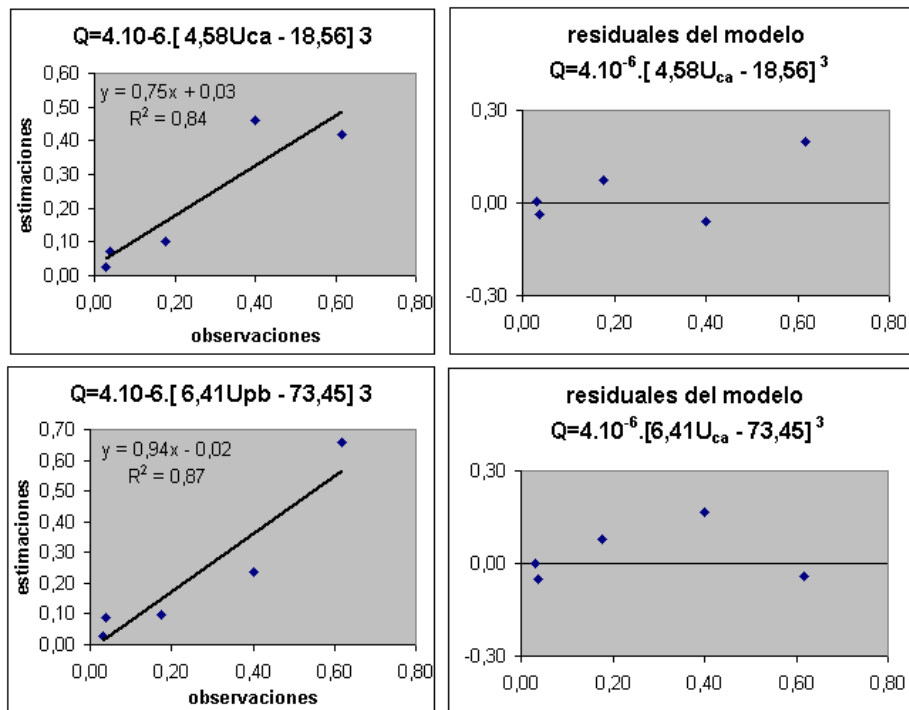 Q=4.10-6.[ 4,58Uca - 18,56] 3
y = 0,75x + 0,03
R² = 0,84
estimaciones
0,60
0,50
0,40
0,30
0,20
0,10
0,00
0,00 0,20 0,40 0,60 0,80
observaciones
residuales del modelo
Q=4.10⁻⁶.[ 4,58U_ca - 18,56] ³
0,30
0,00
-0,30
0,00 0,20 0,40 0,60 0,80
Q=4.10-6.[ 6,41Upb - 73,45] 3
y = 0,94x - 0,02
R² = 0,87
estimaciones
0,70
0,60
0,50
0,40
0,30
0,20
0,10
0,00
0,00 0,20 0,40 0,60 0,80
observaciones
residuales del modelo
Q=4.10⁻⁶.[6,41U_ca - 73,45] ³
0,30
0,00
-0,30
0,00 0,20 0,40 0,60 0,80